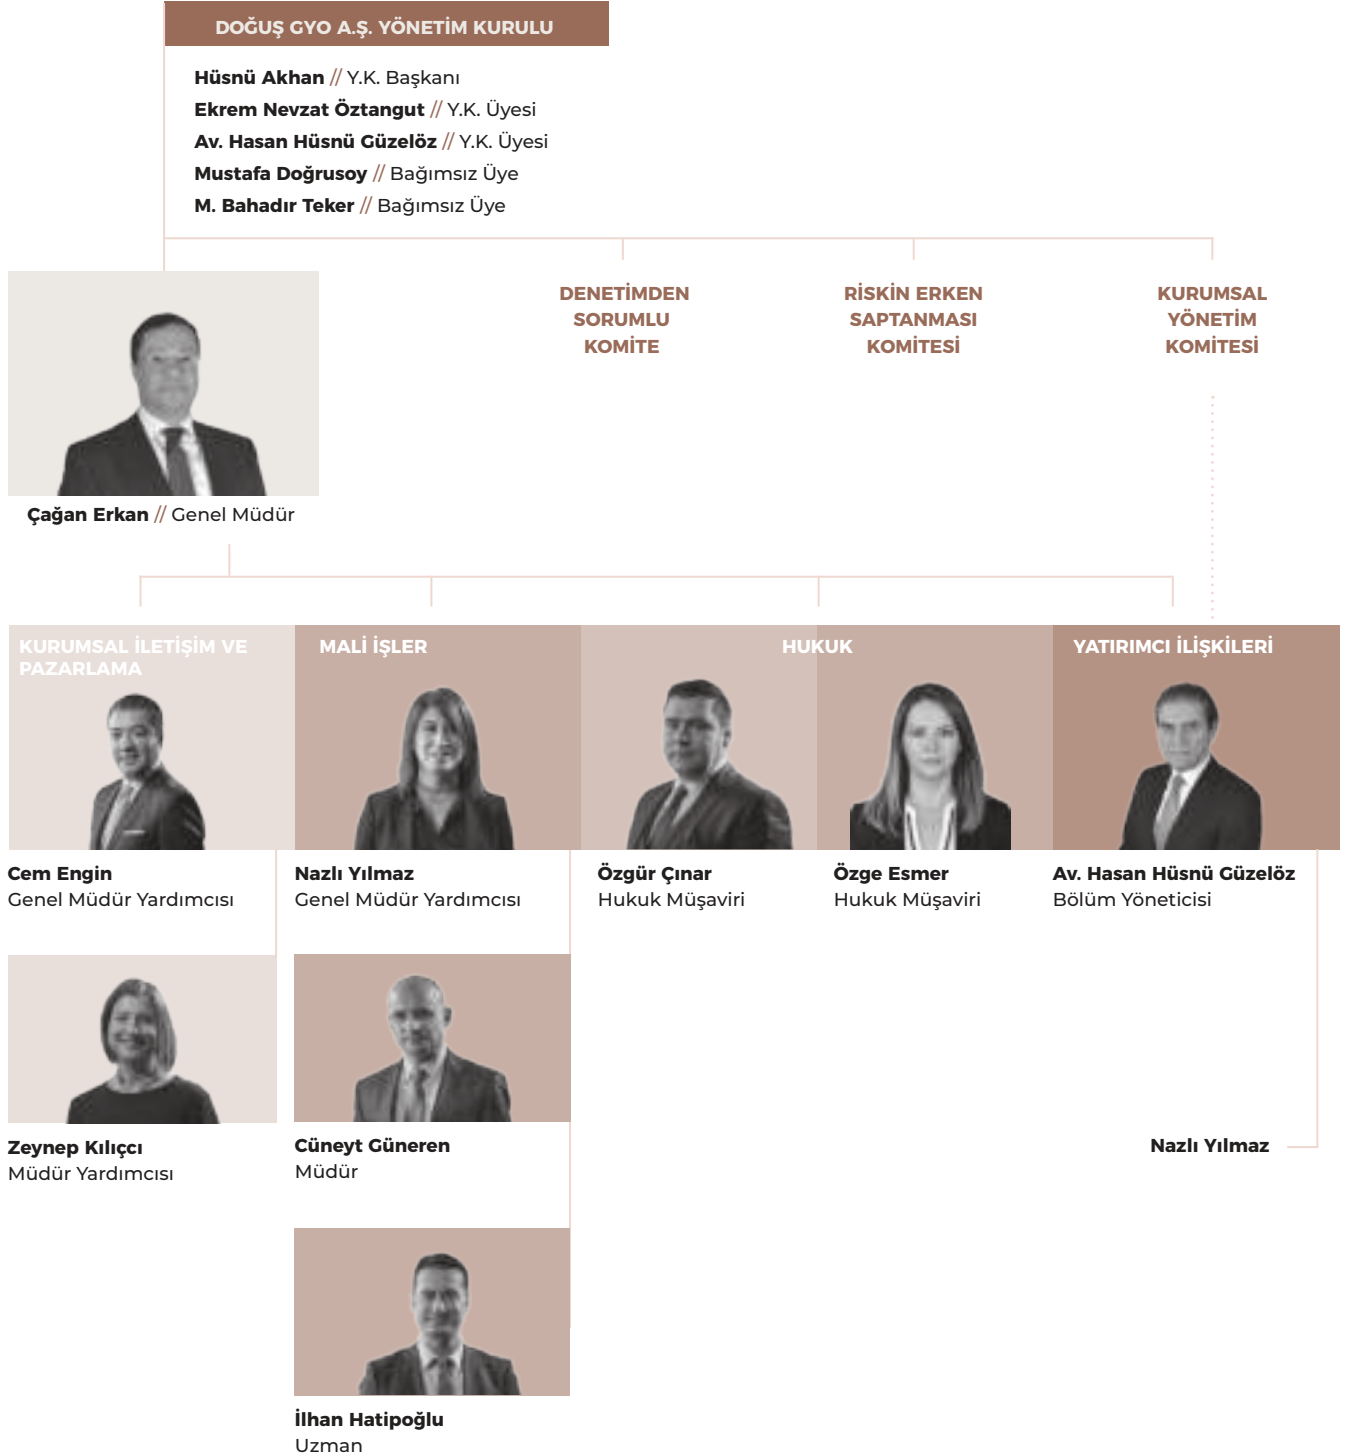 DOĞUŞ GYO A.Ş. YÖNETİM KURULU
Hüsnü Akhan // Y.K. Başkanı
Ekrem Nevzat Öztangut // Y.K. Üyesi
Av. Hasan Hüsnü Güzelöz // Y.K. Üyesi
Mustafa Doğrusoy // Bağımsız Üye
M. Bahadır Teker // Bağımsız Üye
DENETİMDEN
SORUMLU
KOMİTE
RİSKİN ERKEN
SAPTANMASI
KOMİTESİ
KURUMSAL
YÖNETİM
KOMİTESİ
Çağan Erkan // Genel Müdür
KURUMSAL İLETİŞİM VE
PAZARLAMA
MALİ İŞLER
HUKUK
YATIRIMCI İLİŞKİLERİ
Cem Engin
Genel Müdür Yardımcısı
Nazlı Yılmaz
Genel Müdür Yardımcısı
Özgür Çınar
Hukuk Müşaviri
Özge Esmer
Hukuk Müşaviri
Av. Hasan Hüsnü Güzelöz
Bölüm Yöneticisi
Zeynep Kılıçcı
Müdür Yardımcısı
Cüneyt Güneren
Müdür
Nazlı Yılmaz
İlhan Hatipoğlu
Uzman